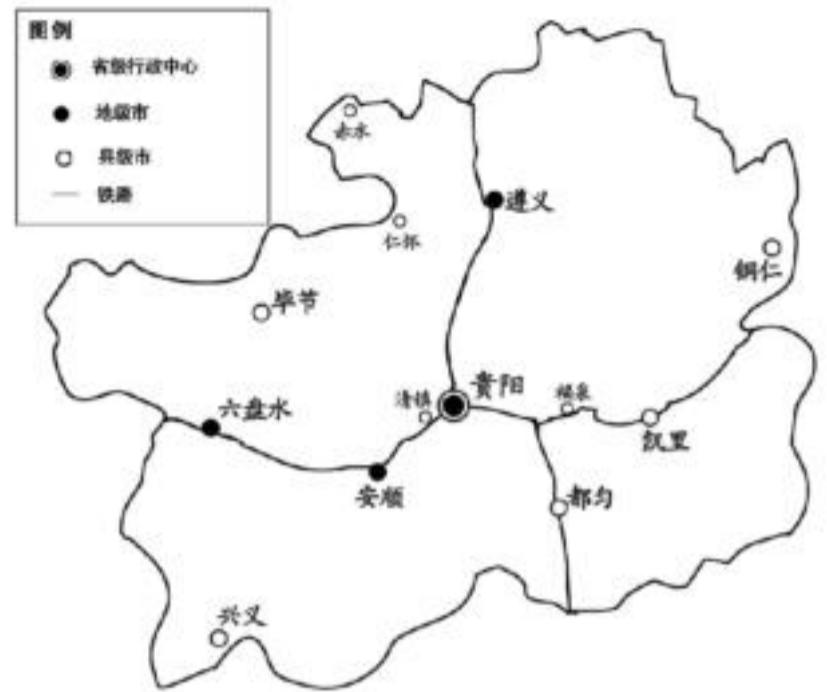 图例
省级行政中心
地级市
县级市
铁路
赤水
遵义
仁怀
铜仁
毕节
贵阳
清镇
福泉
六盘水
凯里
安顺
都匀
兴义